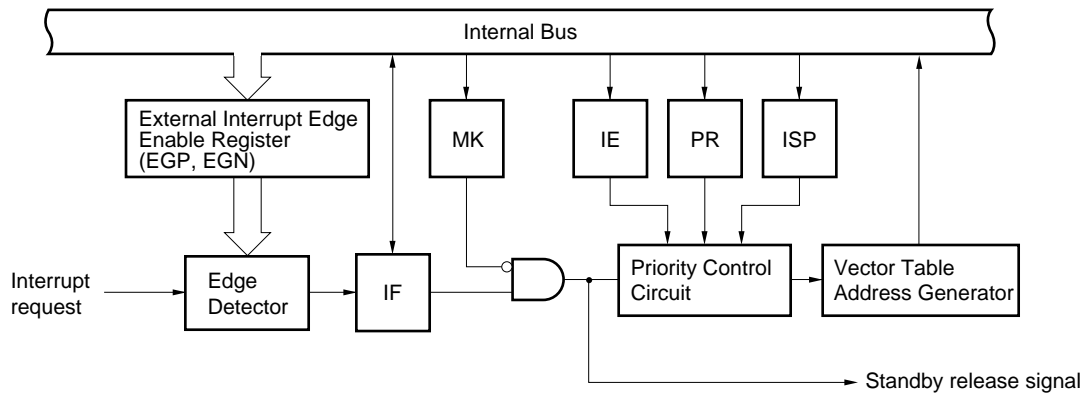 Internal Bus
External Interrupt Edge
Enable Register
(EGP, EGN)
MK
IE
PR
ISP
Interrupt
request
Edge
Detector
IF
Priority Control
Circuit
Vector Table
Address Generator
Standby release signal